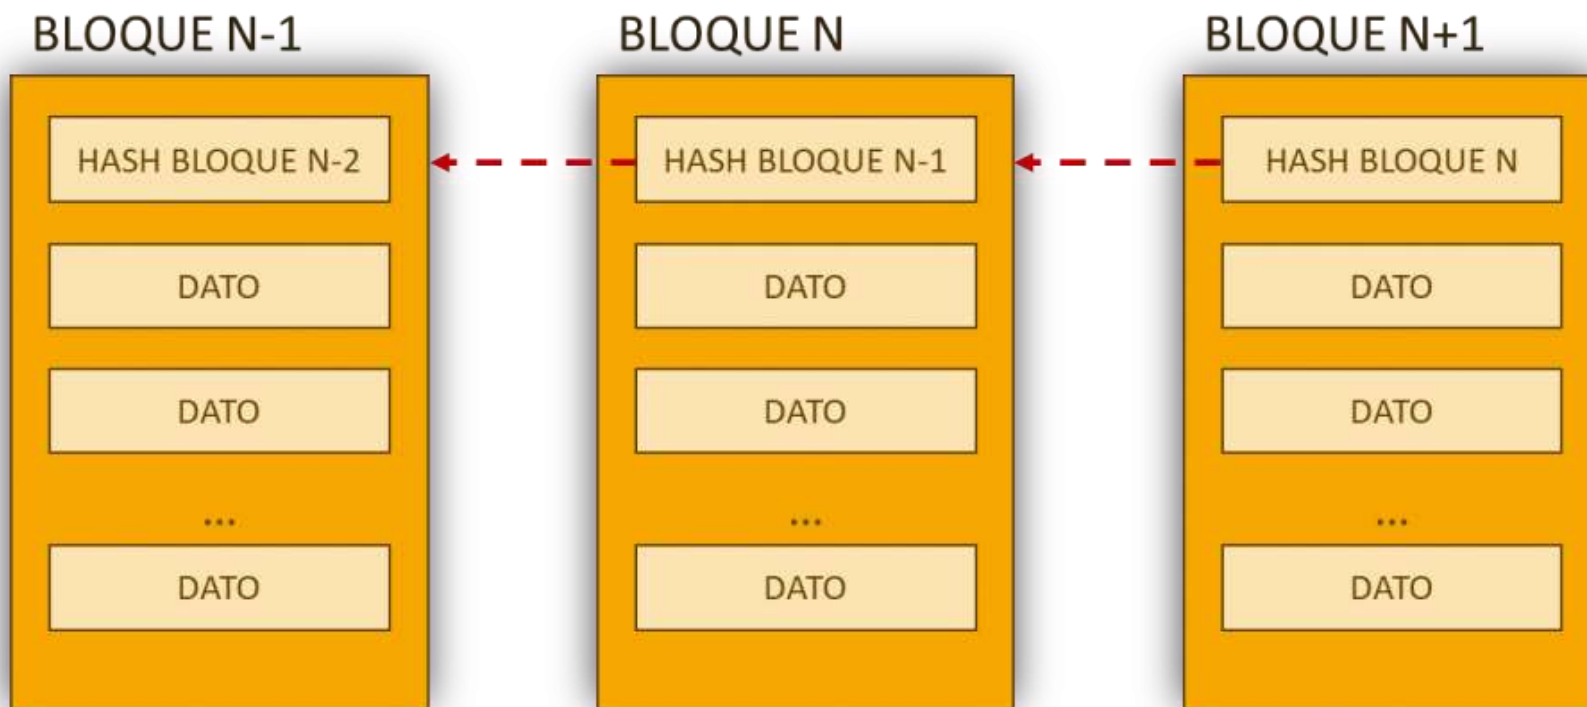 BLOQUE N-1
HASH BLOQUE N-2
DATO
DATO
...
DATO
BLOQUE N
HASH BLOQUE N-1
DATO
DATO
...
DATO
BLOQUE N+1
HASH BLOQUE N
DATO
DATO
...
DATO